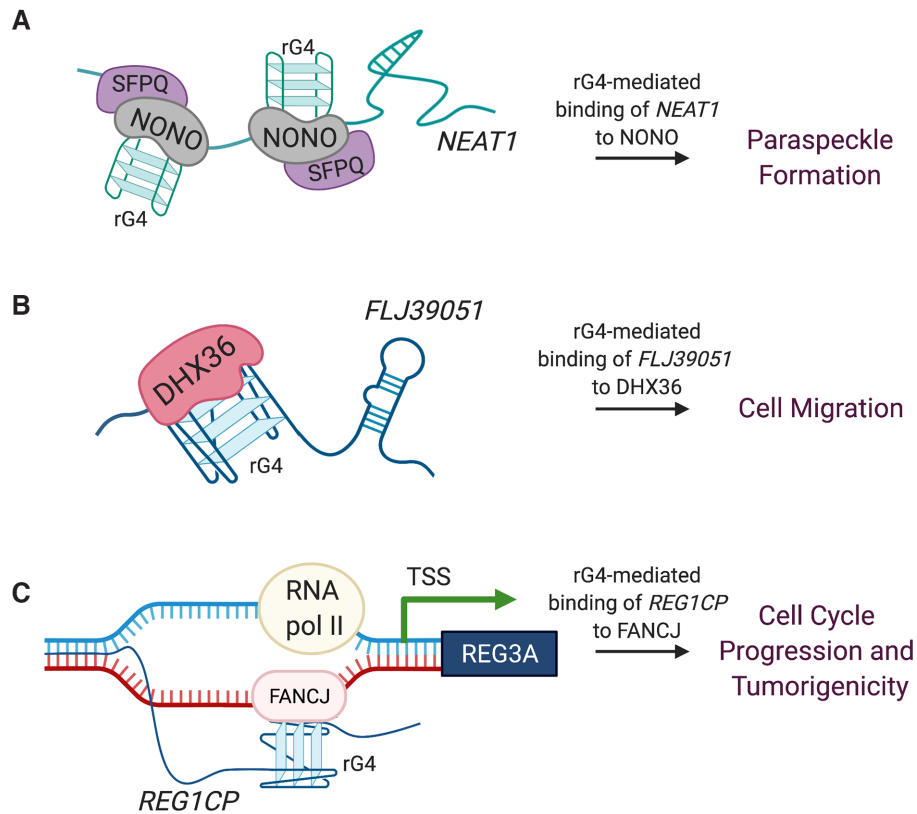 A
SFPQ
NONO
rG4
rG4
NONO
SFPQ
NEAT1
rG4-mediated
binding of NEAT1
to NONO
Paraspeckle
Formation
B
DHX36
rG4
FLJ39051
rG4-mediated
binding of FLJ39051
to DHX36
Cell Migration
C
RNA
pol II
TSS
REG3A
FANCJ
rG4
REG1CP
rG4-mediated
binding of REG1CP
to FANCJ
Cell Cycle
Progression and
Tumorigenicity